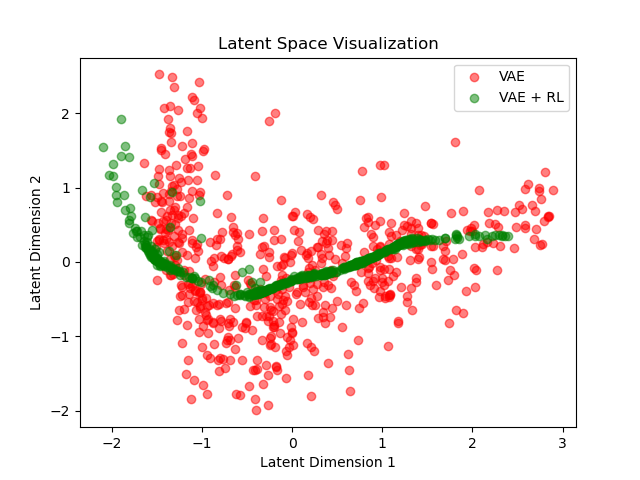 Latent Space Visualization
VAE
VAE + RL
Latent Dimension 2
2
1
0
−1
−2
−2
−1
0
1
2
3
Latent Dimension 1